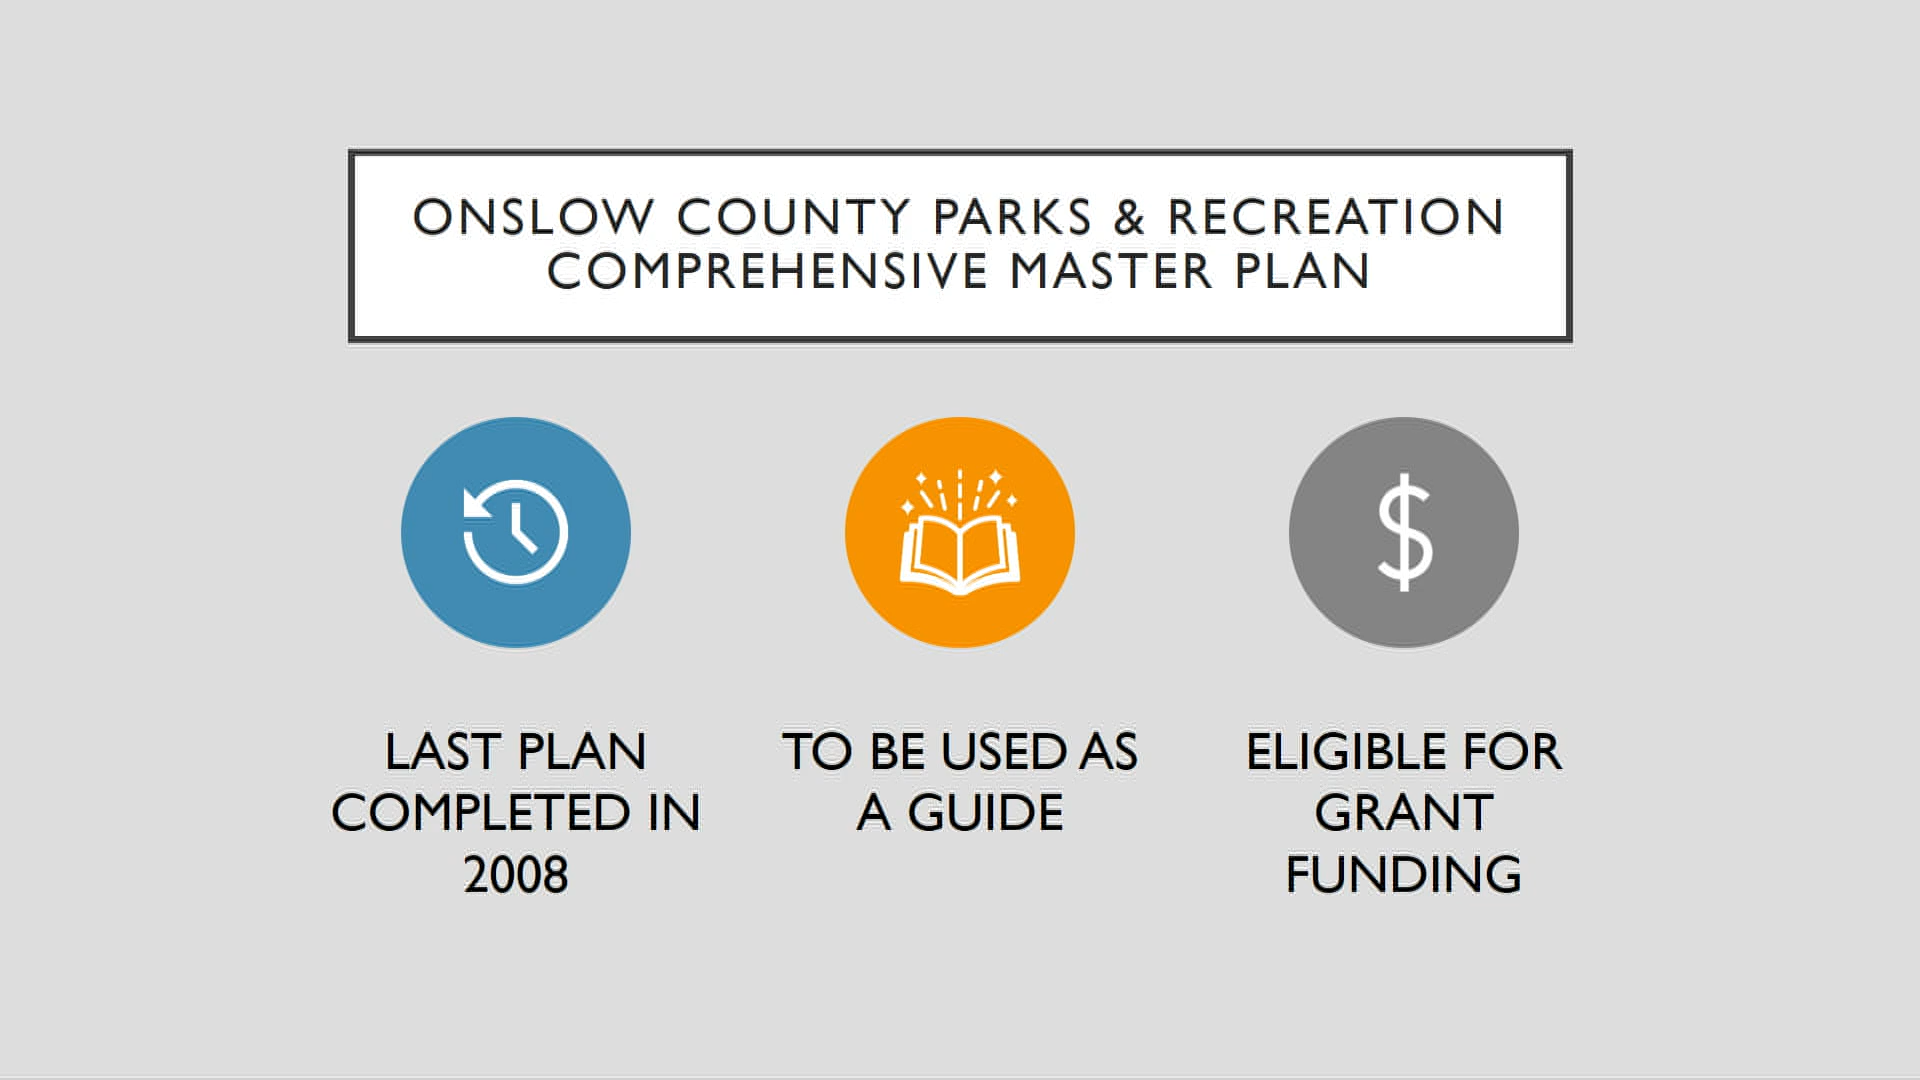 ONSLOW COUNTY PARKS & RECREATION
COMPREHENSIVE MASTER PLAN
LAST PLAN
COMPLETED IN
2008
TO BE USED AS
A GUIDE
$
ELIGIBLE FOR
GRANT
FUNDING